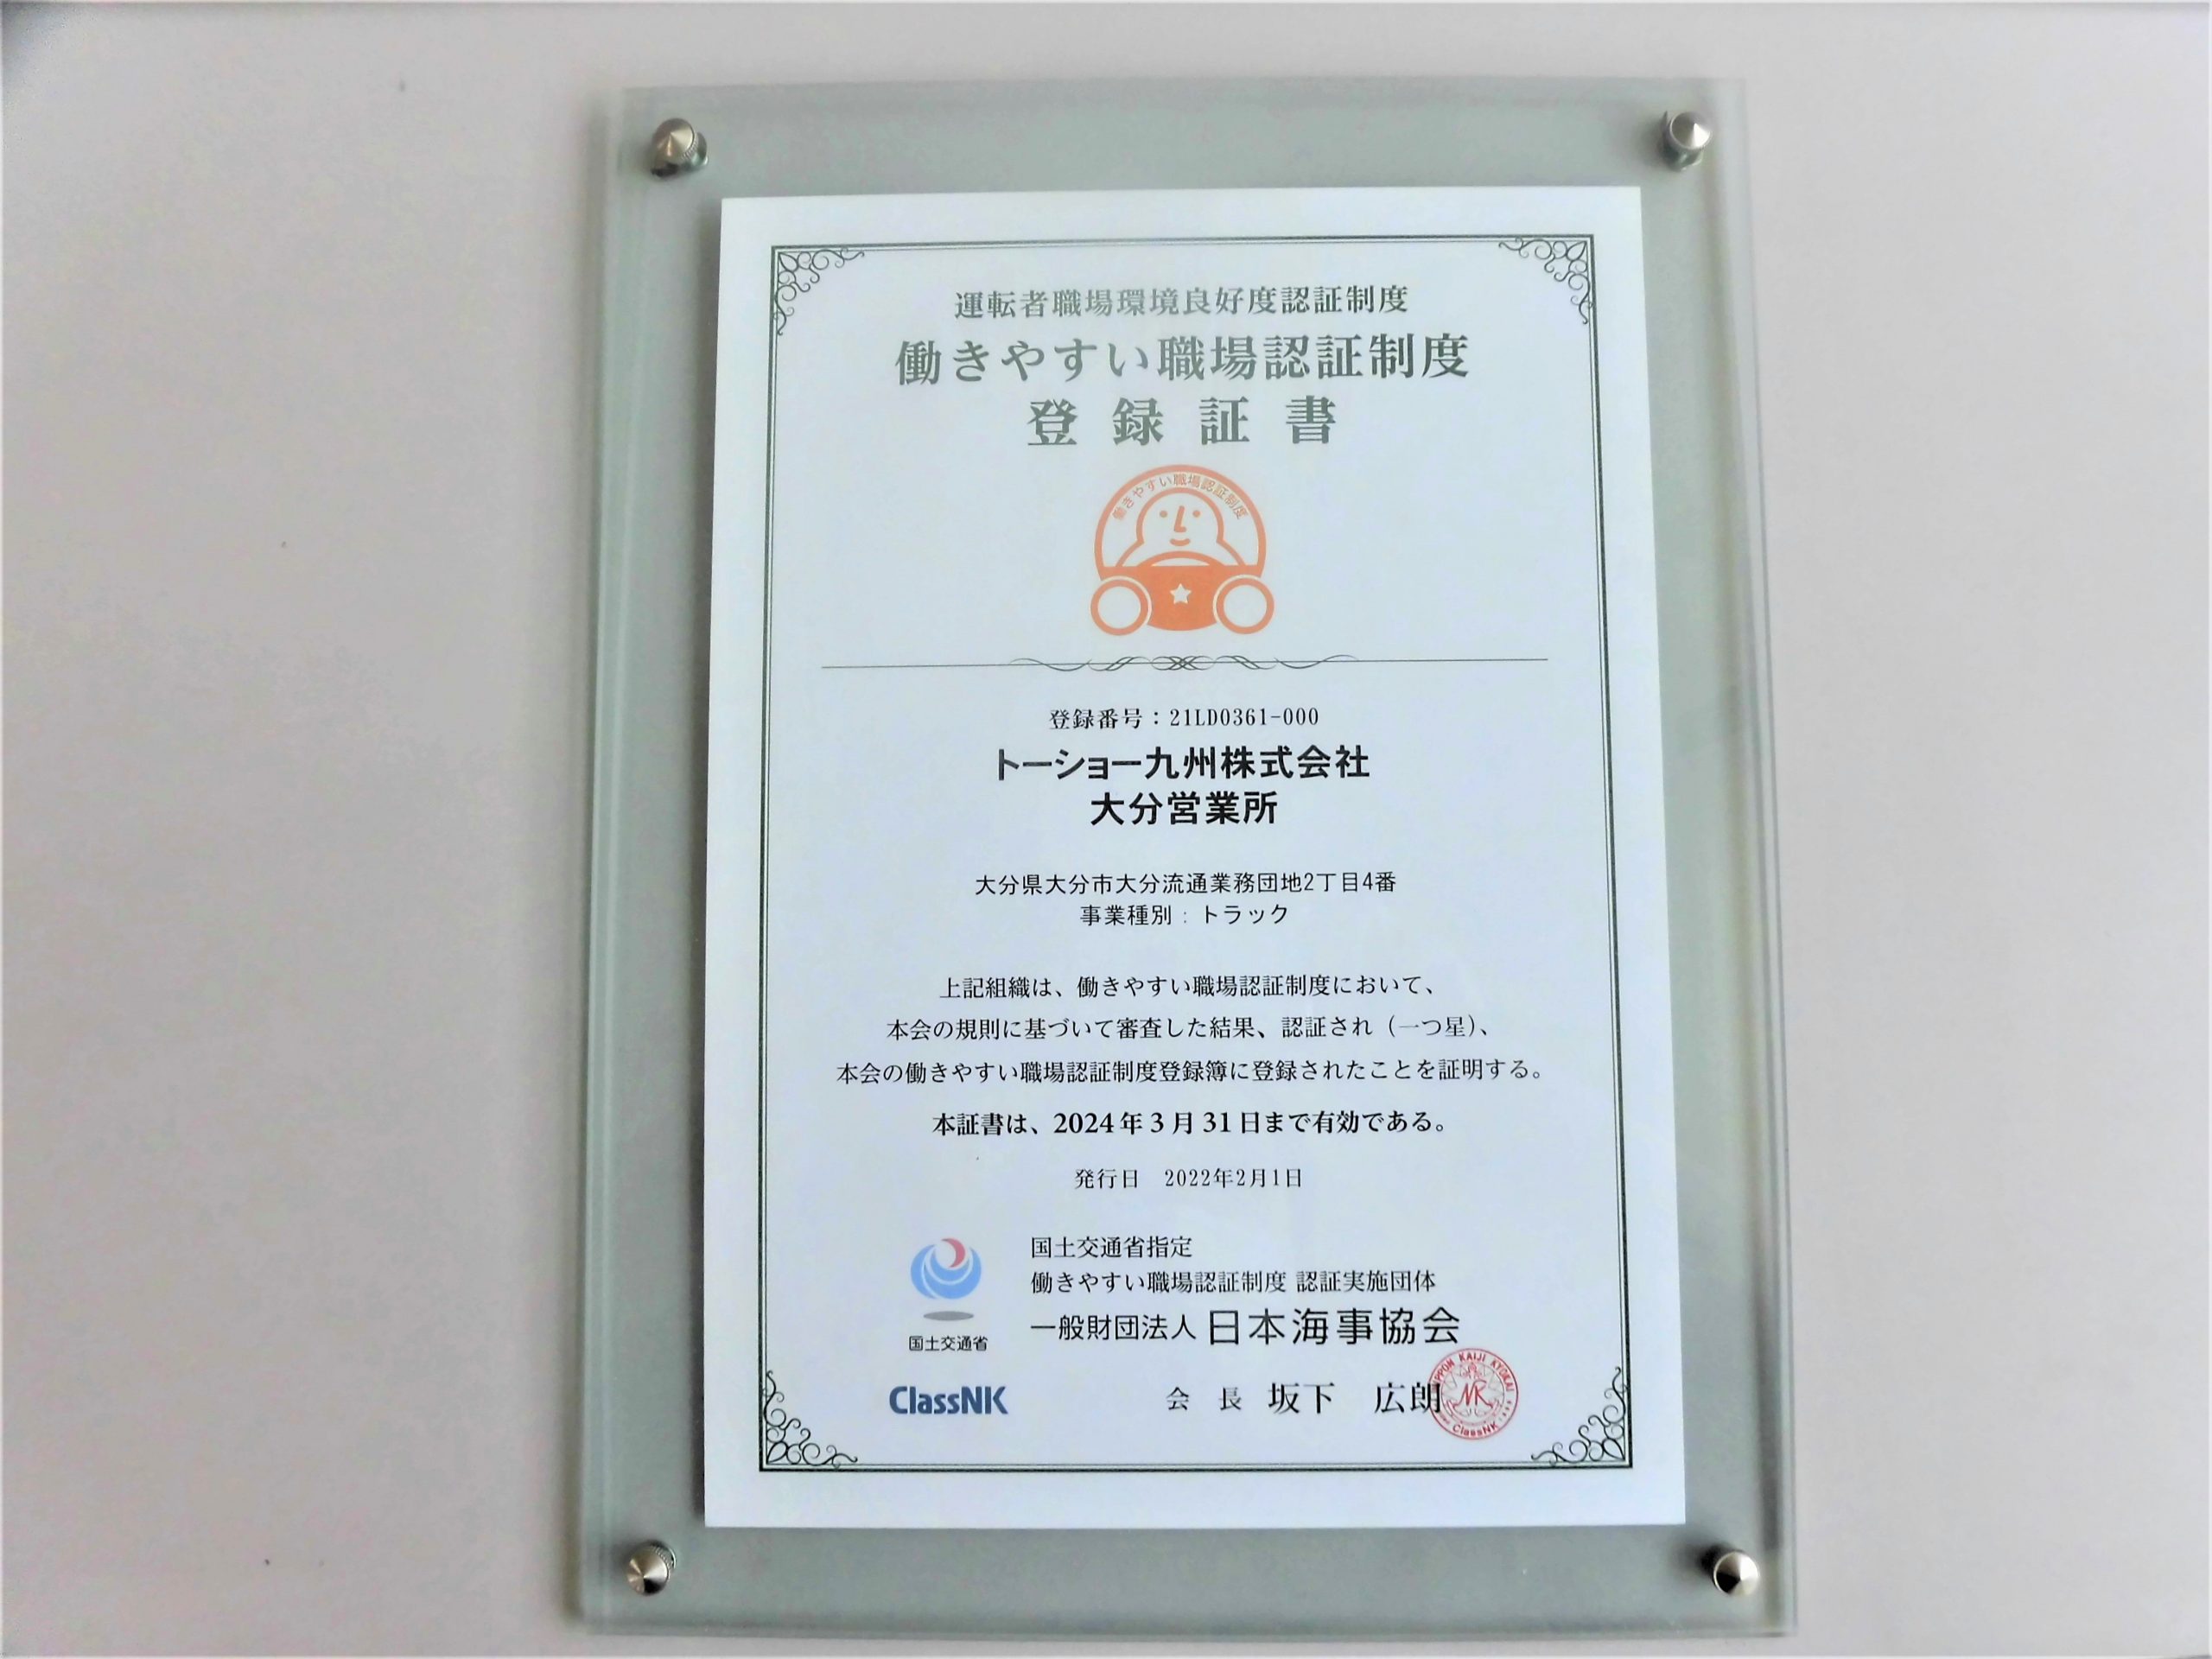 運転者職場環境良好度認証制度
働きやすい職場認証制度
登録証書
働きやすい職場認証制度
登録番号：21LD0361-000
トーショー九州株式会社
大分営業所
大分県大分市大分流通業務団地2丁目4番
事業種別：トラック
上記組織は、働きやすい職場認証制度において、
本会の規則に基づいて審査した結果、認証され（一つ星）、
本会の働きやすい職場認証制度登録簿に登録されたことを証明する。
本証書は、2024年3月31日まで有効である。
発行日　2022年2月1日
国土交通省指定
働きやすい職場認証制度 認証実施団体
一般財団法人 日本海事協会
国土交通省
ClassNK
会　長　坂下　広朗
NIPPON KAIJI KYOKAI
NK
ClassNK